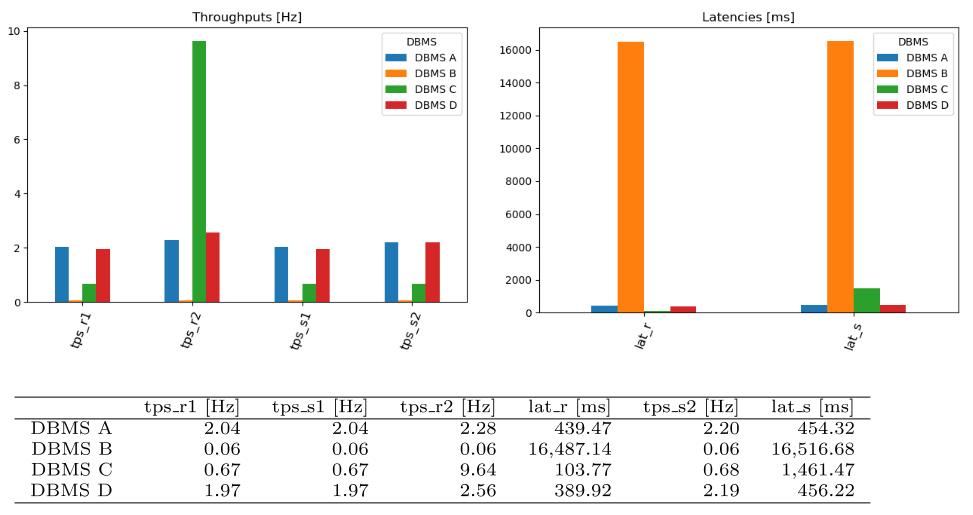 Throughputs [Hz]
10
8
6
4
2
0
DBMS
DBMS A
DBMS B
DBMS C
DBMS D
tps_r1
tps_r2
tps_s1
tps_s2
Latencies [ms]
16000
14000
12000
10000
8000
6000
4000
2000
0
DBMS
DBMS A
DBMS B
DBMS C
DBMS D
lat_r
lat_s
tps_r1 [Hz] tps_s1 [Hz] tps_r2 [Hz] lat_r [ms] tps_s2 [Hz] lat_s [ms]
DBMS A 2.04 2.04 2.28 439.47 2.20 454.32
DBMS B 0.06 0.06 0.06 16,487.14 0.06 16,516.68
DBMS C 0.67 0.67 9.64 103.77 0.68 1,461.47
DBMS D 1.97 1.97 2.56 389.92 2.19 456.22